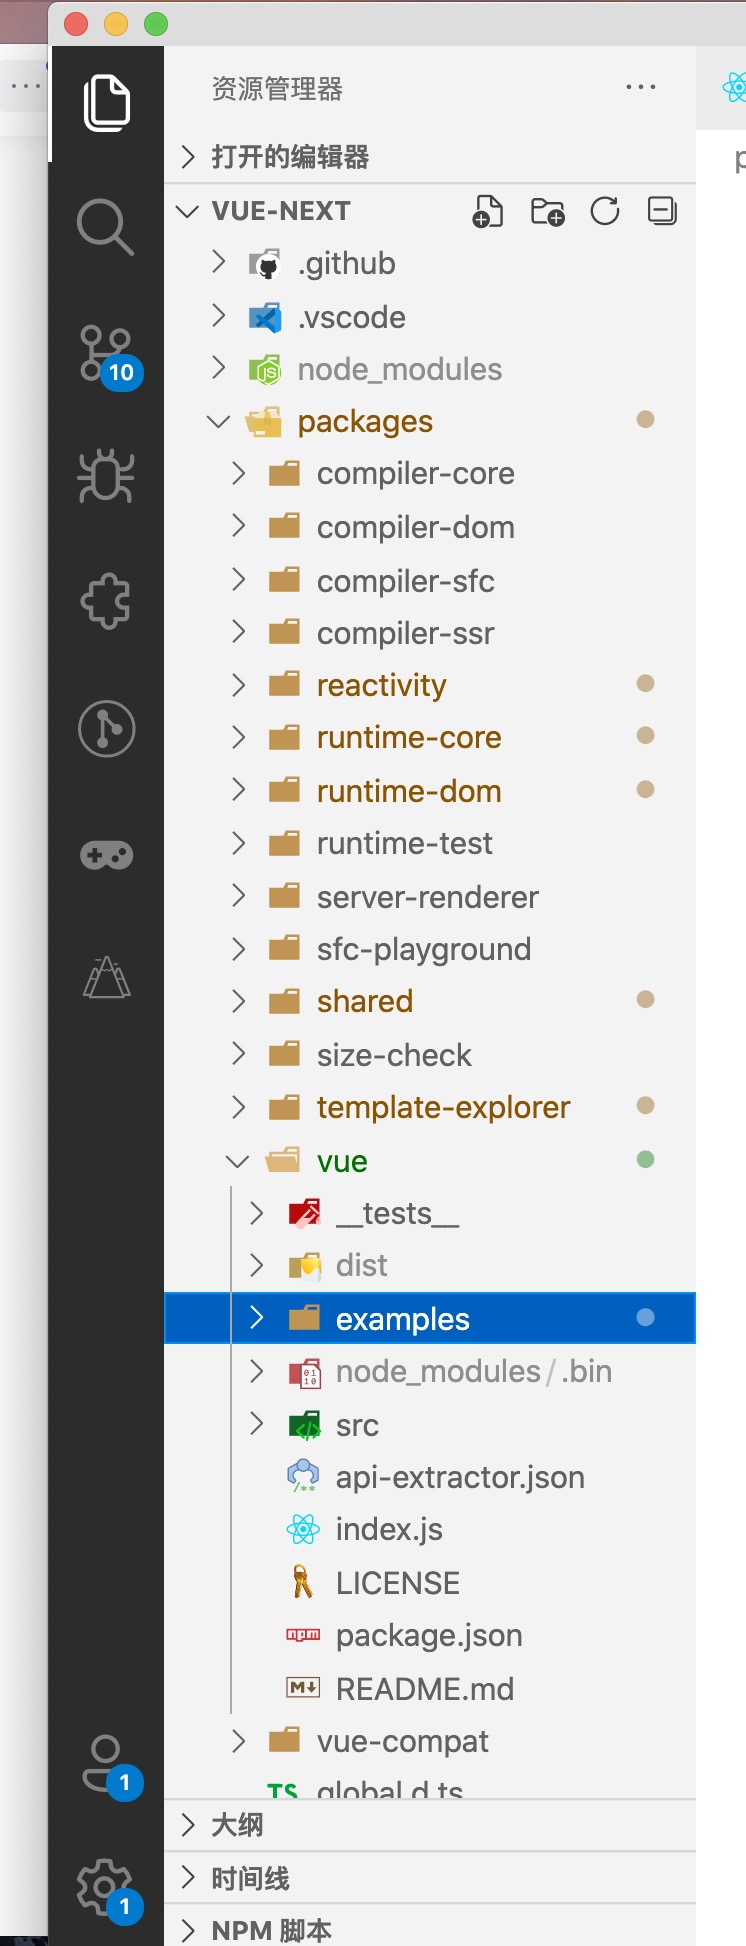 资源管理器
打开的编辑器
VUE-NEXT
.github
.vscode
node_modules
10
packages
compiler-core
compiler-dom
compiler-sfc
compiler-ssr
reactivity
runtime-core
runtime-dom
runtime-test
server-renderer
sfc-playground
shared
size-check
template-explorer
vue
__tests__
dist
examples
node_modules/.bin
src
api-extractor.json
index.js
LICENSE
package.json
README.md
vue-compat
TS global.d.ts
1
大纲
时间线
1
NPM 脚本